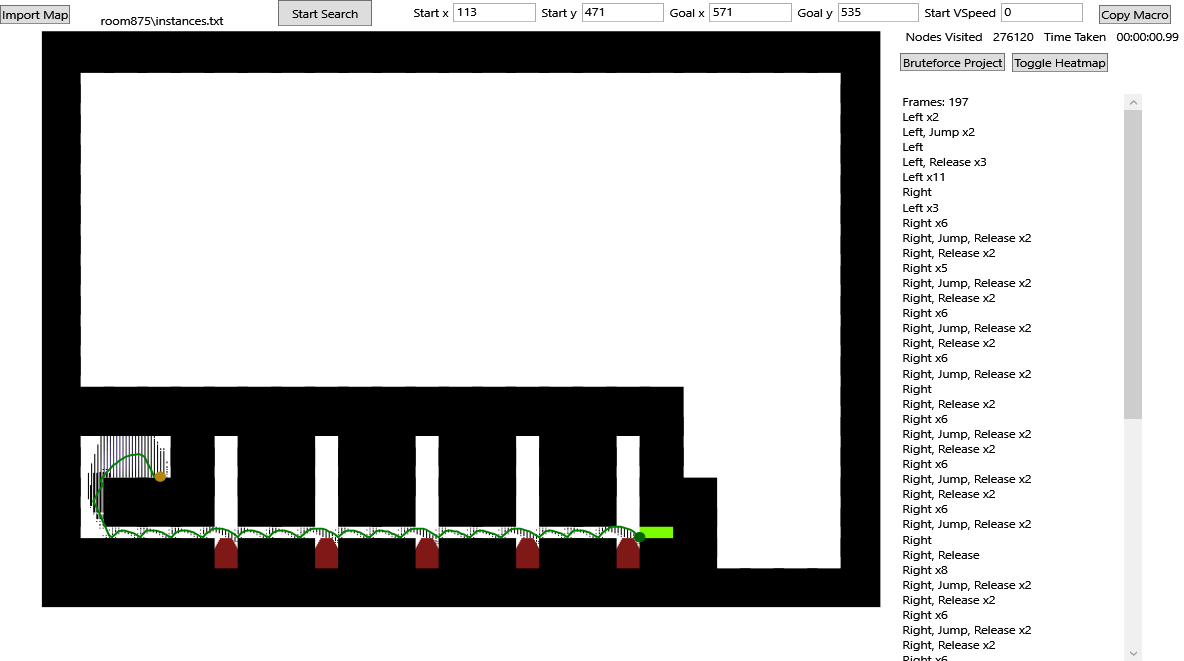 Import Map
room875\instances.txt
Start Search
Start x 113 Start y 471 Goal x 571 Goal y 535 Start VSpeed 0
Copy Macro
Nodes Visited 276120 Time Taken 00:00:00.99
Bruteforce Project Toggle Heatmap
Frames: 197
Left x2
Left, Jump x2
Left
Left, Release x3
Left x11
Right
Left x3
Right x6
Right, Jump, Release x2
Right, Release x2
Right x5
Right, Jump, Release x2
Right, Release x2
Right x6
Right, Jump, Release x2
Right, Release x2
Right x6
Right, Jump, Release x2
Right
Right, Release x2
Right x6
Right, Jump, Release x2
Right, Release x2
Right x6
Right, Jump, Release x2
Right, Release x2
Right x6
Right, Jump, Release x2
Right
Right, Release
Right x8
Right, Jump, Release x2
Right, Release x2
Right x6
Right, Jump, Release x2
Right, Release x2
Right x6